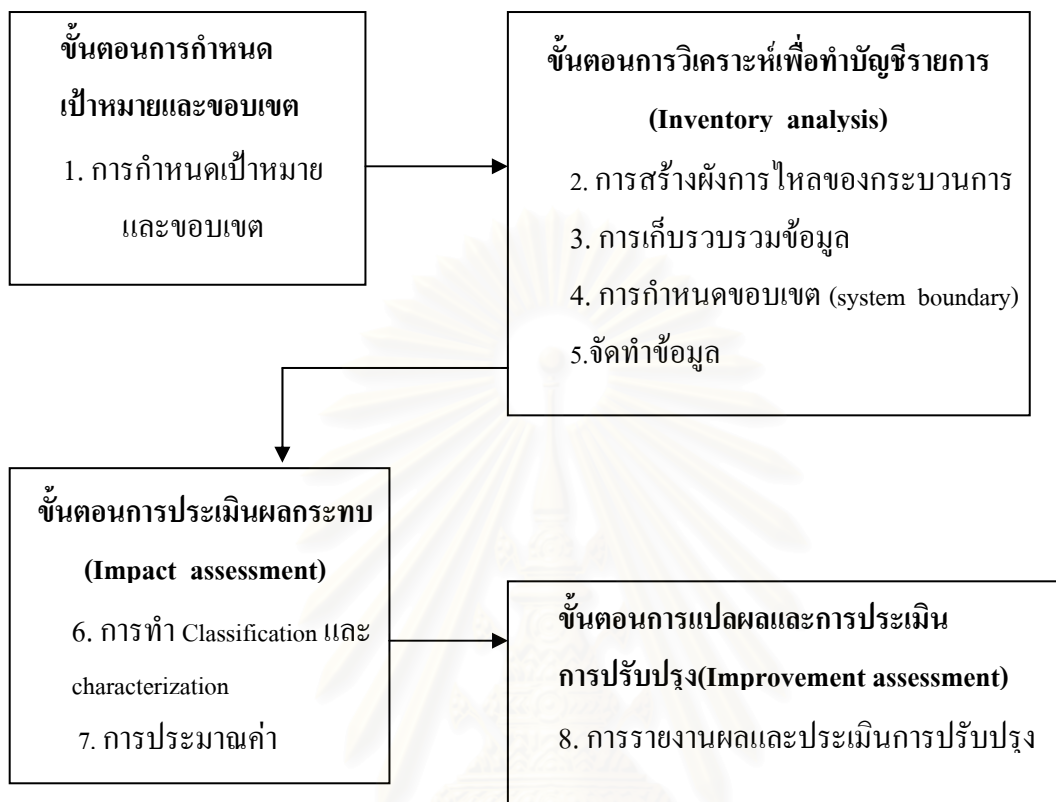 ขั้นตอนการกำหนด
เป้าหมายและขอบเขต
1. การกำหนดเป้าหมาย
และขอบเขต
ขั้นตอนการวิเคราะห์เพื่อทำบัญชีรายการ
(Inventory analysis)
2. การสร้างผังการไหลของกระบวนการ
3. การเก็บรวบรวมข้อมูล
4. การกำหนดขอบเขต (system boundary)
5.จัดทำข้อมูล
ขั้นตอนการประเมินผลกระทบ
(Impact assessment)
6. การทำ Classification และ
characterization
7. การประมาณค่า
ขั้นตอนการแปลผลและการประเมิน
การปรับปรุง(Improvement assessment)
8. การรายงานผลและประเมินการปรับปรุง